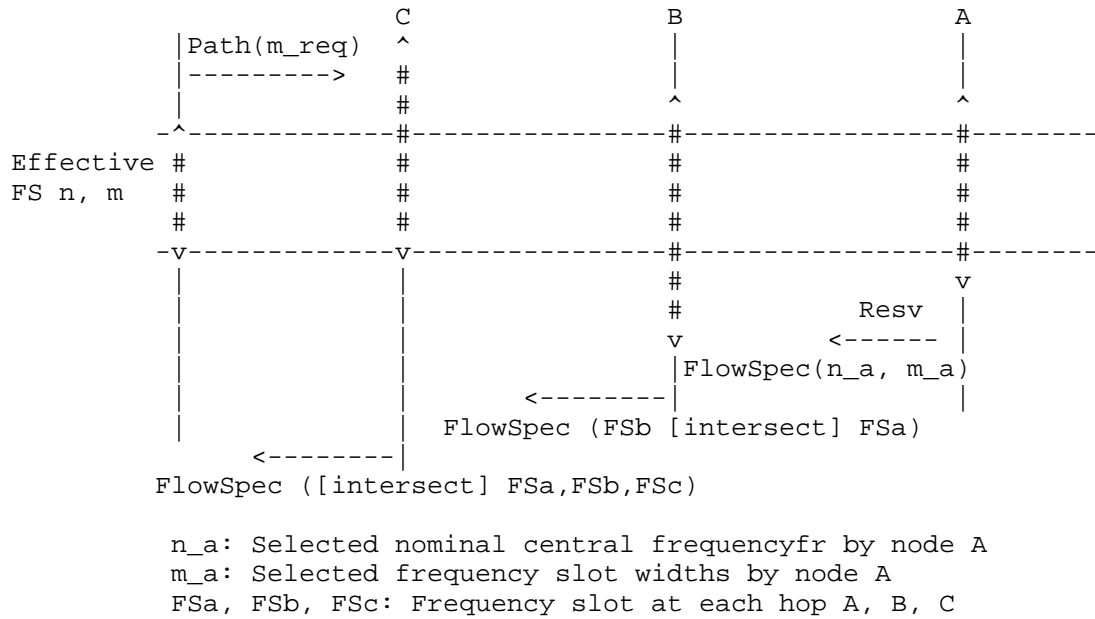 C B A
|Path(m_req) ^ | |
|---------> # | |
| # ^ ^
-^--------------#----------------#-----------------#--------
Effective # # # #
FS n, m # # # #
# # # #
-v--------------v----------------#-----------------#--------
| | # v
| | # Resv |
| | v <------ |
| | |FlowSpec(n_a, m_a)
| | <--------| |
| | FlowSpec (FSb [intersect] FSa)
<--------|
FlowSpec ([intersect] FSa,FSb,FSc)
n_a: Selected nominal central frequencyfr by node A
m_a: Selected frequency slot widths by node A
FSa, FSb, FSc: Frequency slot at each hop A, B, C